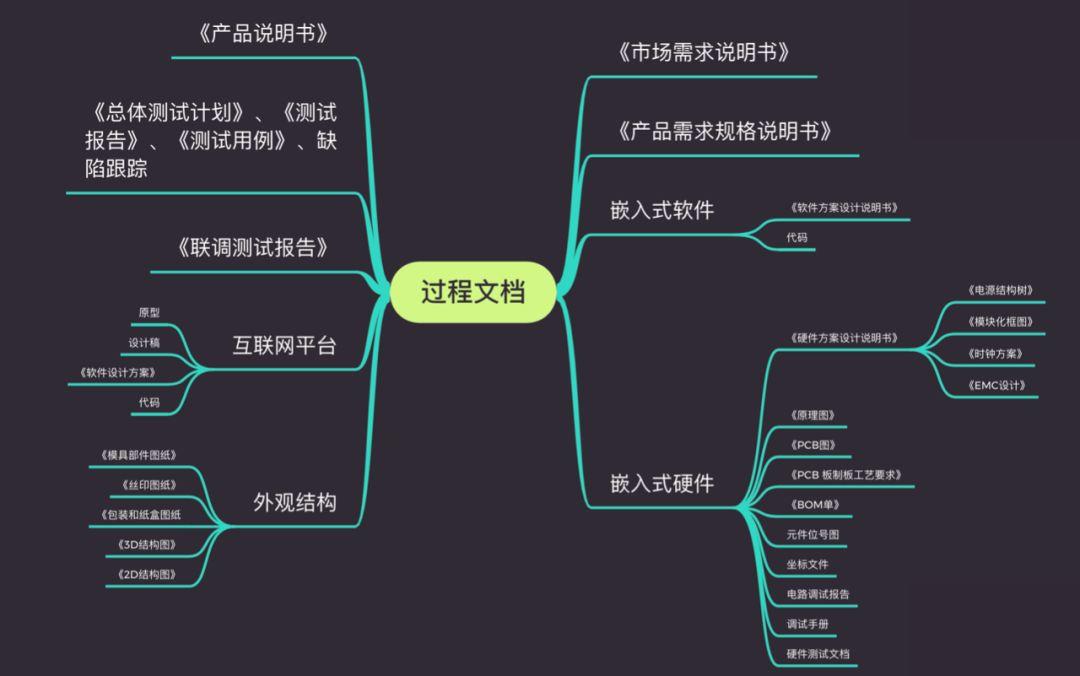 过程文档
《市场需求说明书》
《产品需求规格说明书》
嵌入式软件
《软件方案设计说明书》
代码
嵌入式硬件
《硬件方案设计说明书》
《电源结构树》
《模块化框图》
《时钟方案》
《EMC设计》
《原理图》
《PCB图》
《PCB 板制板工艺要求》
《BOM单》
元件位号图
坐标文件
电路调试报告
调试手册
硬件测试文档
《产品说明书》
《总体测试计划》、《测试
报告》、《测试用例》、缺
陷跟踪
《联调测试报告》
互联网平台
原型
设计稿
《软件设计方案》
代码
外观结构
《模具部件图纸》
《丝印图纸》
《包装和纸盒图纸
《3D结构图》
《2D结构图》